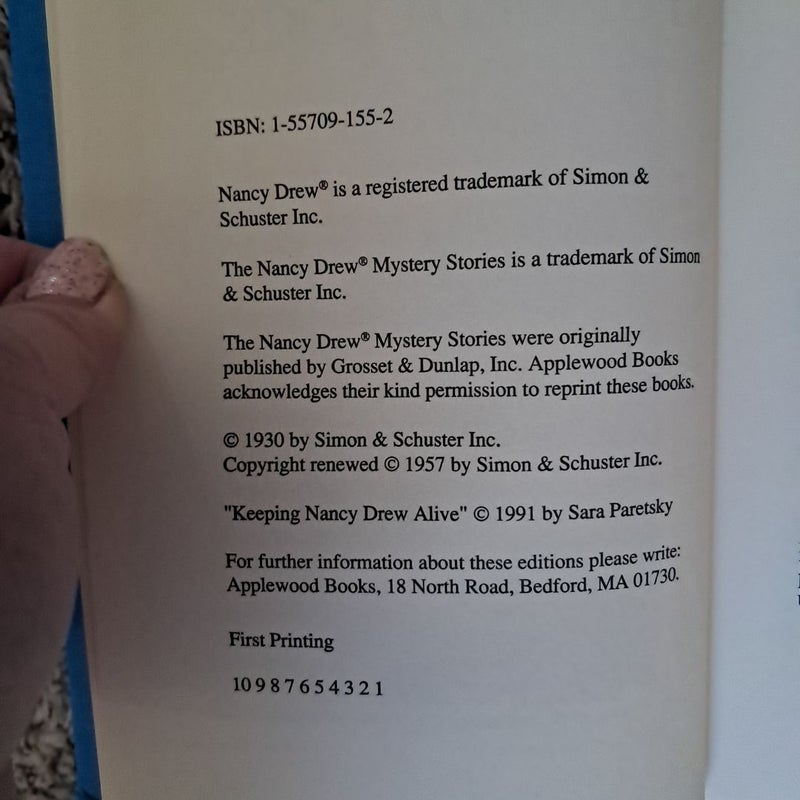 ISBN: 1-55709-155-2
Nancy Drew® is a registered trademark of Simon &
Schuster Inc.
The Nancy Drew® Mystery Stories is a trademark of Simon
& Schuster Inc.
The Nancy Drew® Mystery Stories were originally
published by Grosset & Dunlap, Inc. Applewood Books
acknowledges their kind permission to reprint these books.
© 1930 by Simon & Schuster Inc.
Copyright renewed © 1957 by Simon & Schuster Inc.
"Keeping Nancy Drew Alive" © 1991 by Sara Paretsky
For further information about these editions please write:
Applewood Books, 18 North Road, Bedford, MA 01730.
First Printing
10 9 8 7 6 5 4 3 2 1